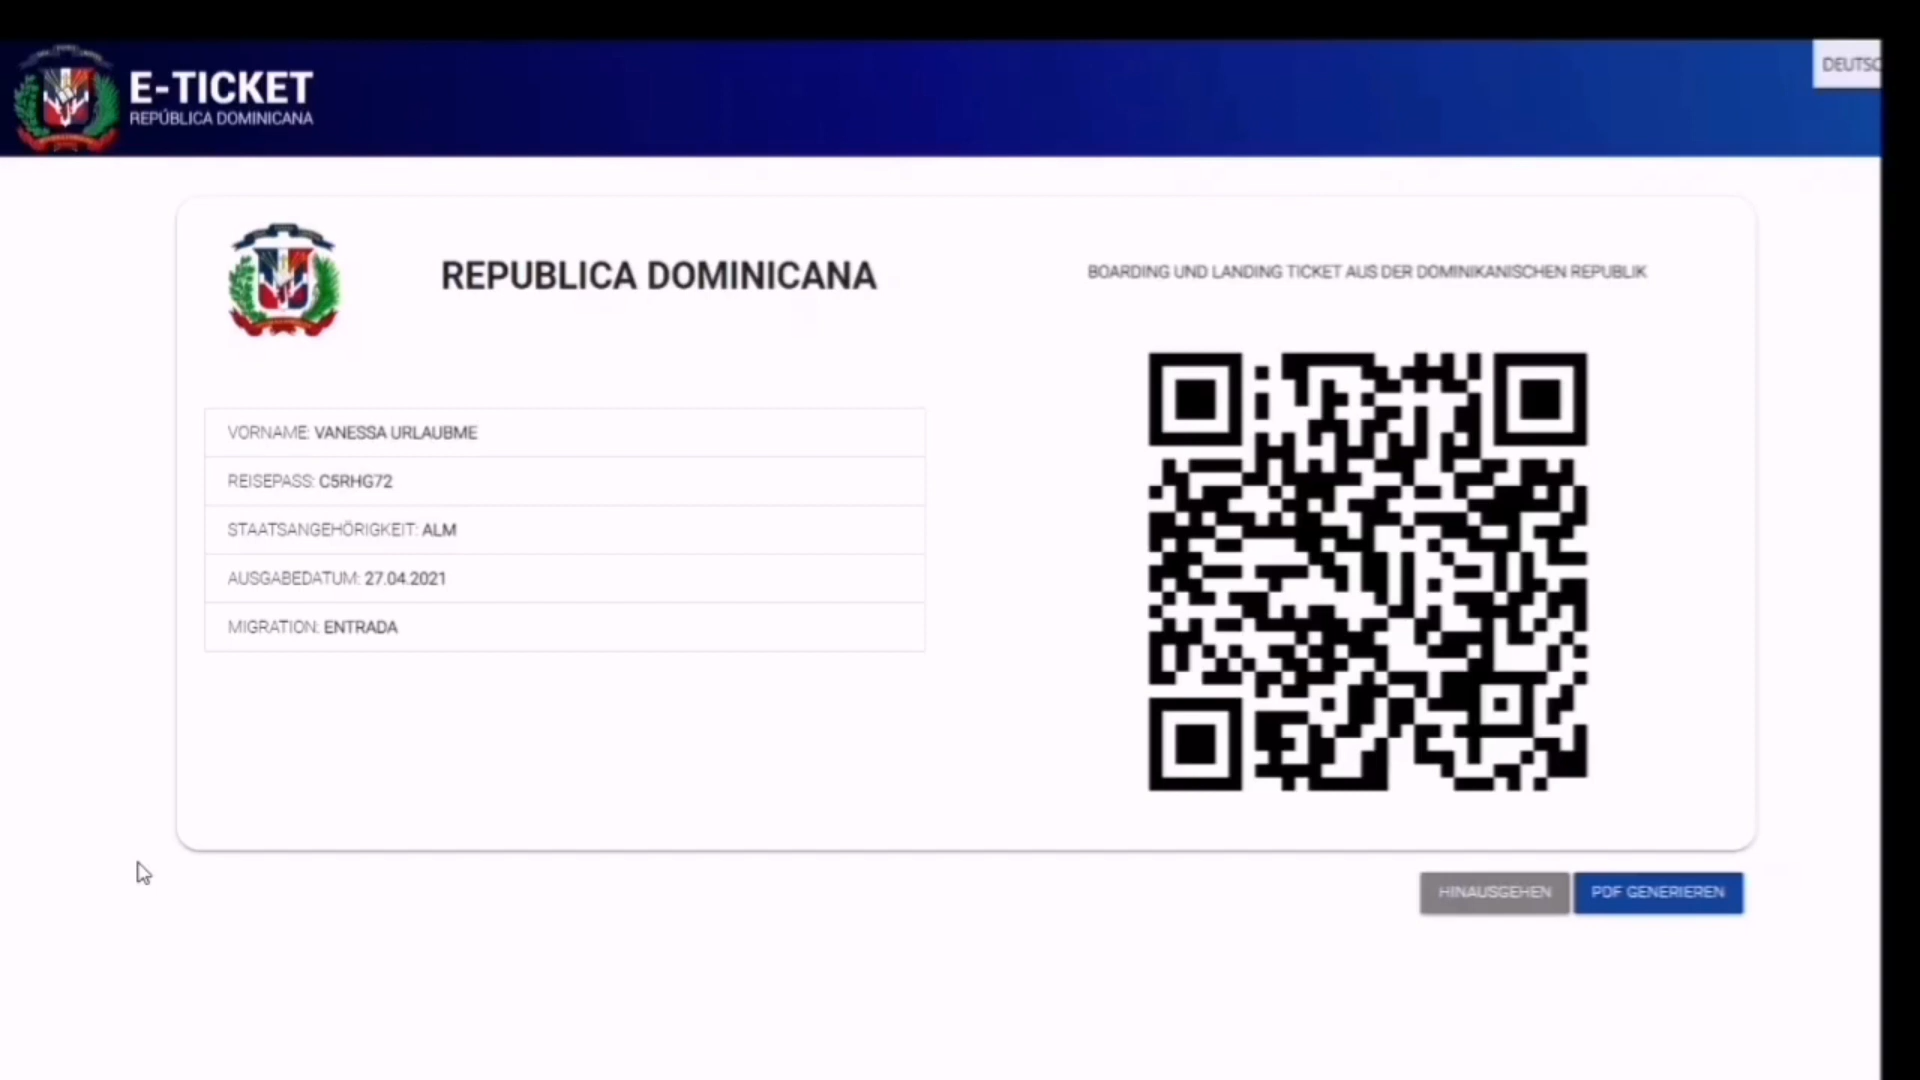 E-TICKET
REPÚBLICA DOMINICANA
DEUTSC
REPUBLICA DOMINICANA
BOARDING UND LANDING TICKET AUS DER DOMINIKANISCHEN REPUBLIK
VORNAME: VANESSA URLAUBME
REISEPASS: C5RHG72
STAATSANGEHÖRIGKEIT: ALM
AUSGABEDATUM: 27.04.2021
MIGRATION: ENTRADA
HINAUSGEHEN
PDF GENERIEREN